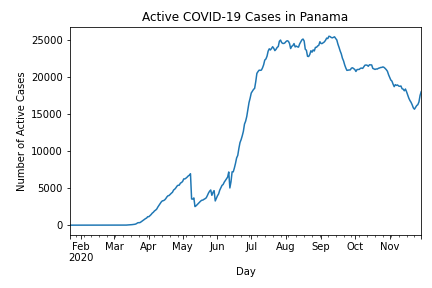 Active COVID-19 Cases in Panama
Number of Active Cases
25000
20000
15000
10000
5000
0
Feb Mar Apr May Jun Jul Aug Sep Oct Nov
2020
Day